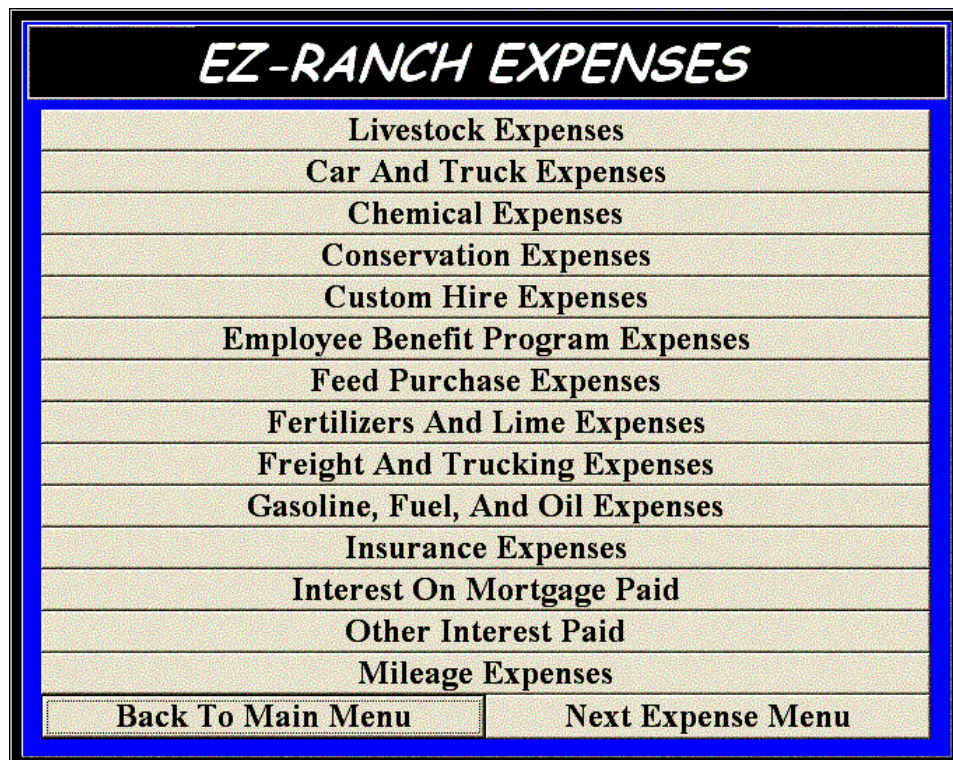 EZ-RANCH EXPENSES
Livestock Expenses
Car And Truck Expenses
Chemical Expenses
Conservation Expenses
Custom Hire Expenses
Employee Benefit Program Expenses
Feed Purchase Expenses
Fertilizers And Lime Expenses
Freight And Trucking Expenses
Gasoline, Fuel, And Oil Expenses
Insurance Expenses
Interest On Mortgage Paid
Other Interest Paid
Mileage Expenses
Back To Main Menu Next Expense Menu